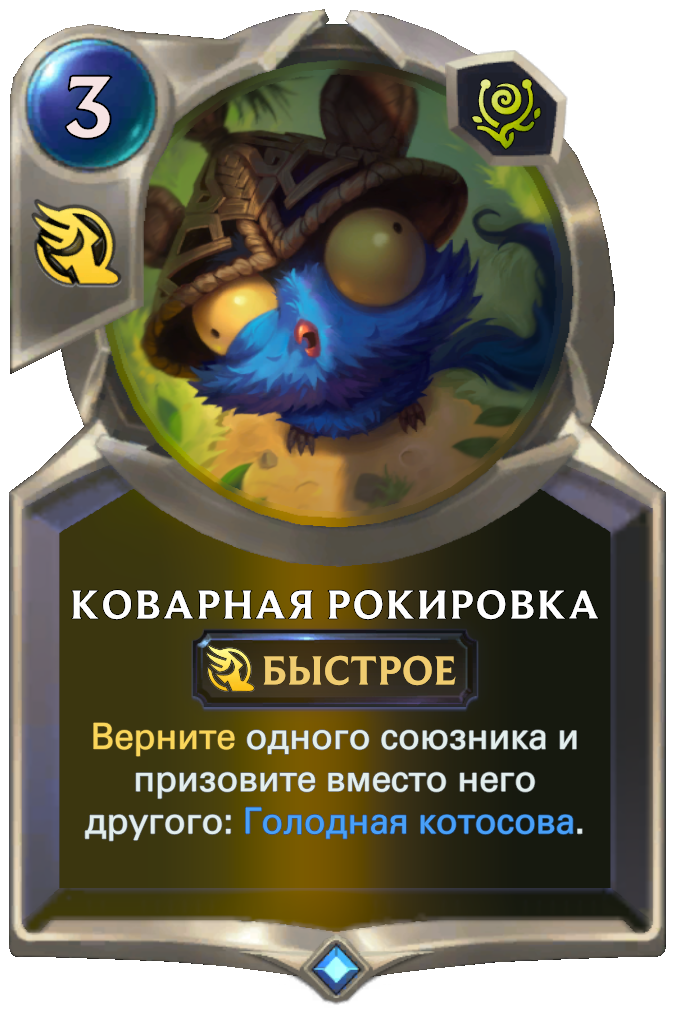 3
КОВАРНАЯ РОКИРОВКА
БЫСТРОЕ
Верните одного союзника и
призовите вместо него
другого: Голодная котосова.